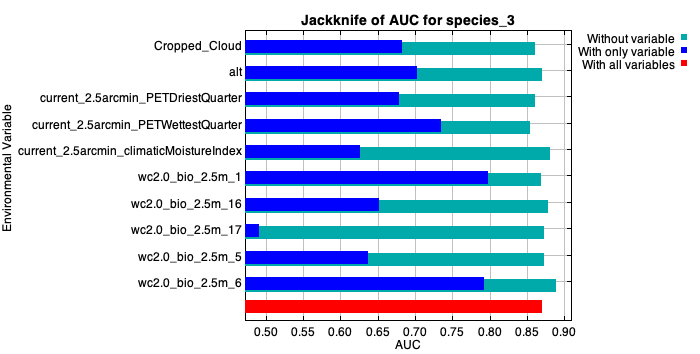 Jackknife of AUC for species_3
Without variable
With only variable
With all variables
Environmental Variable
Cropped_Cloud
alt
current_2.5arcmin_PETDriestQuarter
current_2.5arcmin_PETWettestQuarter
current_2.5arcmin_climaticMoistureIndex
wc2.0_bio_2.5m_1
wc2.0_bio_2.5m_16
wc2.0_bio_2.5m_17
wc2.0_bio_2.5m_5
wc2.0_bio_2.5m_6
0.50 0.55 0.60 0.65 0.70 0.75 0.80 0.85 0.90
AUC